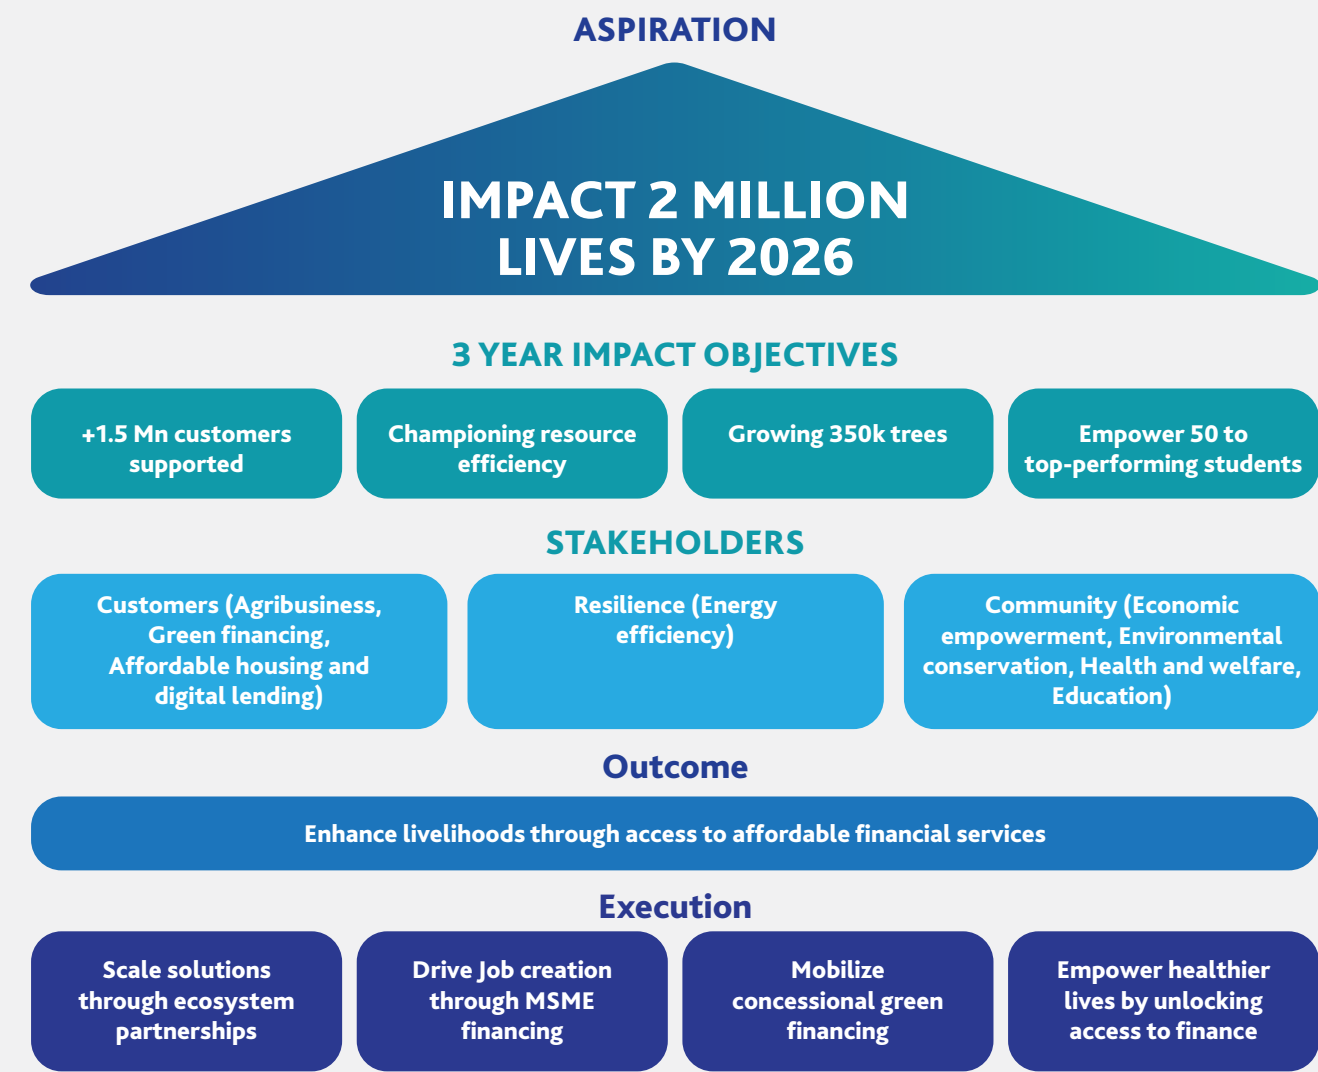 ASPIRATION
IMPACT 2 MILLION
LIVES BY 2026
3 YEAR IMPACT OBJECTIVES
+1.5 Mn customers
supported
Championing resource
efficiency
Growing 350k trees
Empower 50 to
top-performing students
STAKEHOLDERS
Customers (Agribusiness,
Green financing,
Affordable housing and
digital lending)
Resilience (Energy
efficiency)
Community (Economic
empowerment, Environmental
conservation, Health and welfare,
Education)
Outcome
Enhance livelihoods through access to affordable financial services
Execution
Scale solutions
through ecosystem
partnerships
Drive Job creation
through MSME
financing
Mobilize
concessional green
financing
Empower healthier
lives by unlocking
access to finance